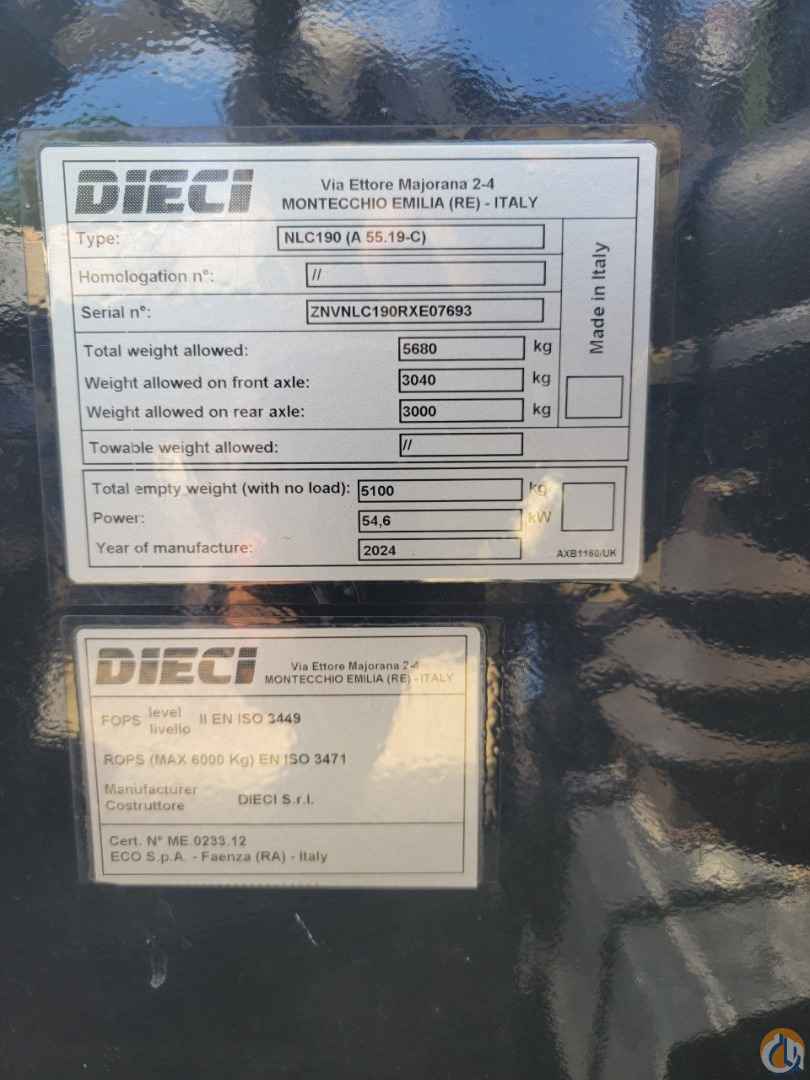 DIECI
Via Ettore Majorana 2-4
MONTECCHIO EMILIA (RE) - ITALY
Type: NLC190 (A 55.19-C)
Homologation n°: //
Serial n°: ZNVNLC190RXE07693
Made in Italy
Total weight allowed: 5680 kg
Weight allowed on front axle: 3040 kg
Weight allowed on rear axle: 3000 kg
Towable weight allowed: //
Total empty weight (with no load): 5100 kg
Power: 54,6 kW
Year of manufacture: 2024
AXB1160/UK
DIECI
Via Ettore Majorana 2-4
MONTECCHIO EMILIA (RE) - ITALY
FOPS level livello II EN ISO 3449
ROPS (MAX 6000 Kg) EN ISO 3471
Manufacturer
Costruttore DIECI S.r.l.
Cert. N° ME.0233.12
ECO S.p.A. - Faenza (RA) - Italy